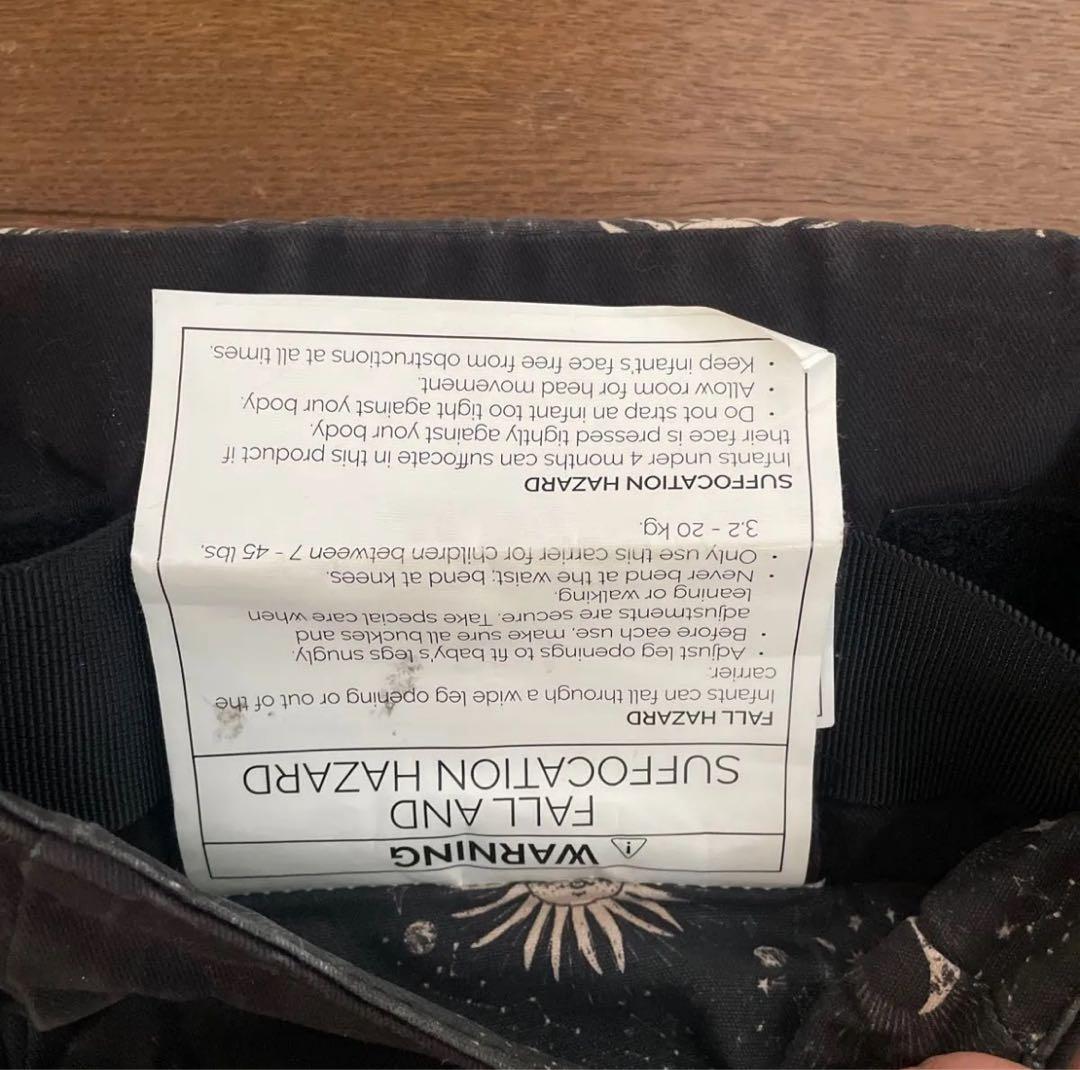 WARNING
FALL AND
SUFFOCATION HAZARD
FALL HAZARD
Infants can fall through a wide leg opening or out of the
carrier.
• Adjust leg openings to fit baby's legs snugly.
• Before each use, make sure all buckles and
adjustments are secure. Take special care when
leaning or walking.
• Never bend at the waist; bend at knees.
• Only use this carrier for children between 7 - 45 lbs,
3.2 - 20 kg.
SUFFOCATION HAZARD
Infants under 4 months can suffocate in this product if
their face is pressed tightly against your body.
• Do not strap an infant too tight against your body.
• Allow room for head movement.
• Keep infant's face free from obstructions at all times.